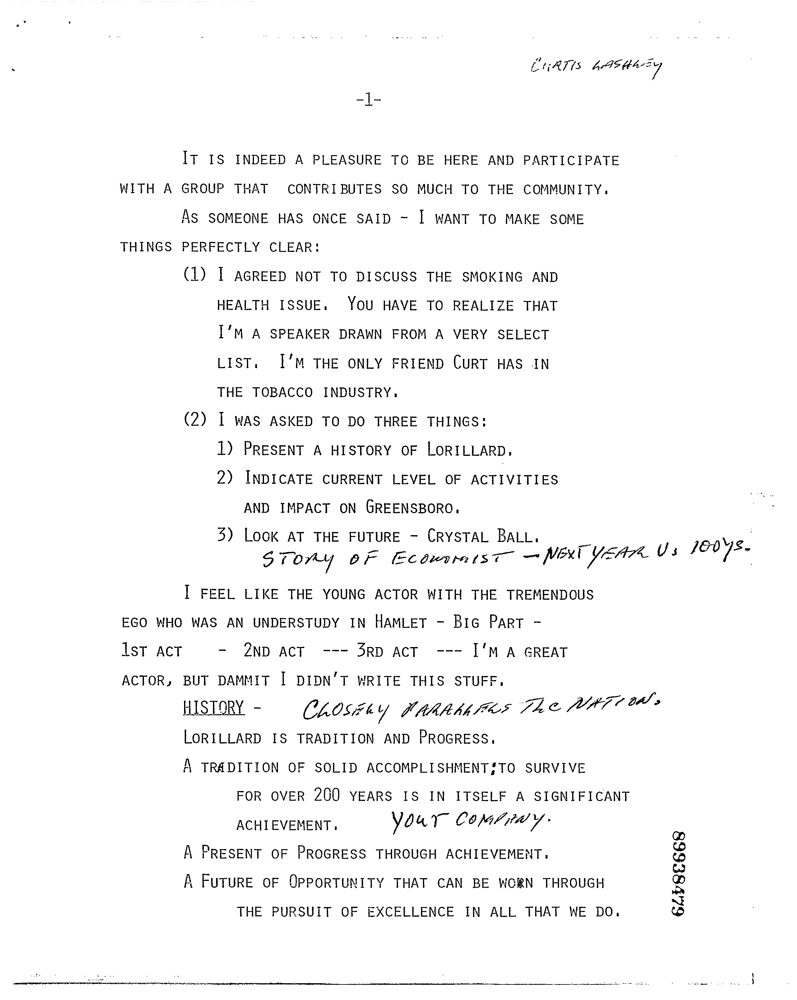 CURTIS LASHLEY
-1-
IT IS INDEED A PLEASURE TO BE HERE AND PARTICIPATE
WITH A GROUP THAT CONTRIBUTES SO MUCH TO THE COMMUNITY.
AS SOMEONE HAS ONCE SAID - I WANT TO MAKE SOME
THINGS PERFECTLY CLEAR:
(1) I AGREED NOT TO DISCUSS THE SMOKING AND
HEALTH ISSUE. YOU HAVE TO REALIZE THAT
I'M A SPEAKER DRAWN FROM A VERY SELECT
LIST. I'M THE ONLY FRIEND CURT HAS IN
THE TOBACCO INDUSTRY.
(2) I WAS ASKED TO DO THREE THINGS:
1) PRESENT A HISTORY OF LORILLARD.
2) INDICATE CURRENT LEVEL OF ACTIVITIES
AND IMPACT ON GREENSBORO.
3) LOOK AT THE FUTURE - CRYSTAL BALL.
STORY OF ECONOMIST - NEXT YEAR VS 100 YS.
I FEEL LIKE THE YOUNG ACTOR WITH THE TREMENDOUS
EGO WHO WAS AN UNDERSTUDY IN HAMLET - BIG PART -
1ST ACT - 2ND ACT --- 3RD ACT --- I'M A GREAT
ACTOR, BUT DAMMIT I DIDN'T WRITE THIS STUFF.
HISTORY - CLOSELY PARALLELS THE NATION.
LORILLARD IS TRADITION AND PROGRESS.
A TRADITION OF SOLID ACCOMPLISHMENT; TO SURVIVE
FOR OVER 200 YEARS IS IN ITSELF A SIGNIFICANT
ACHIEVEMENT. YOUR COMPANY.
A PRESENT OF PROGRESS THROUGH ACHIEVEMENT.
A FUTURE OF OPPORTUNITY THAT CAN BE WON THROUGH
THE PURSUIT OF EXCELLENCE IN ALL THAT WE DO.
89938479